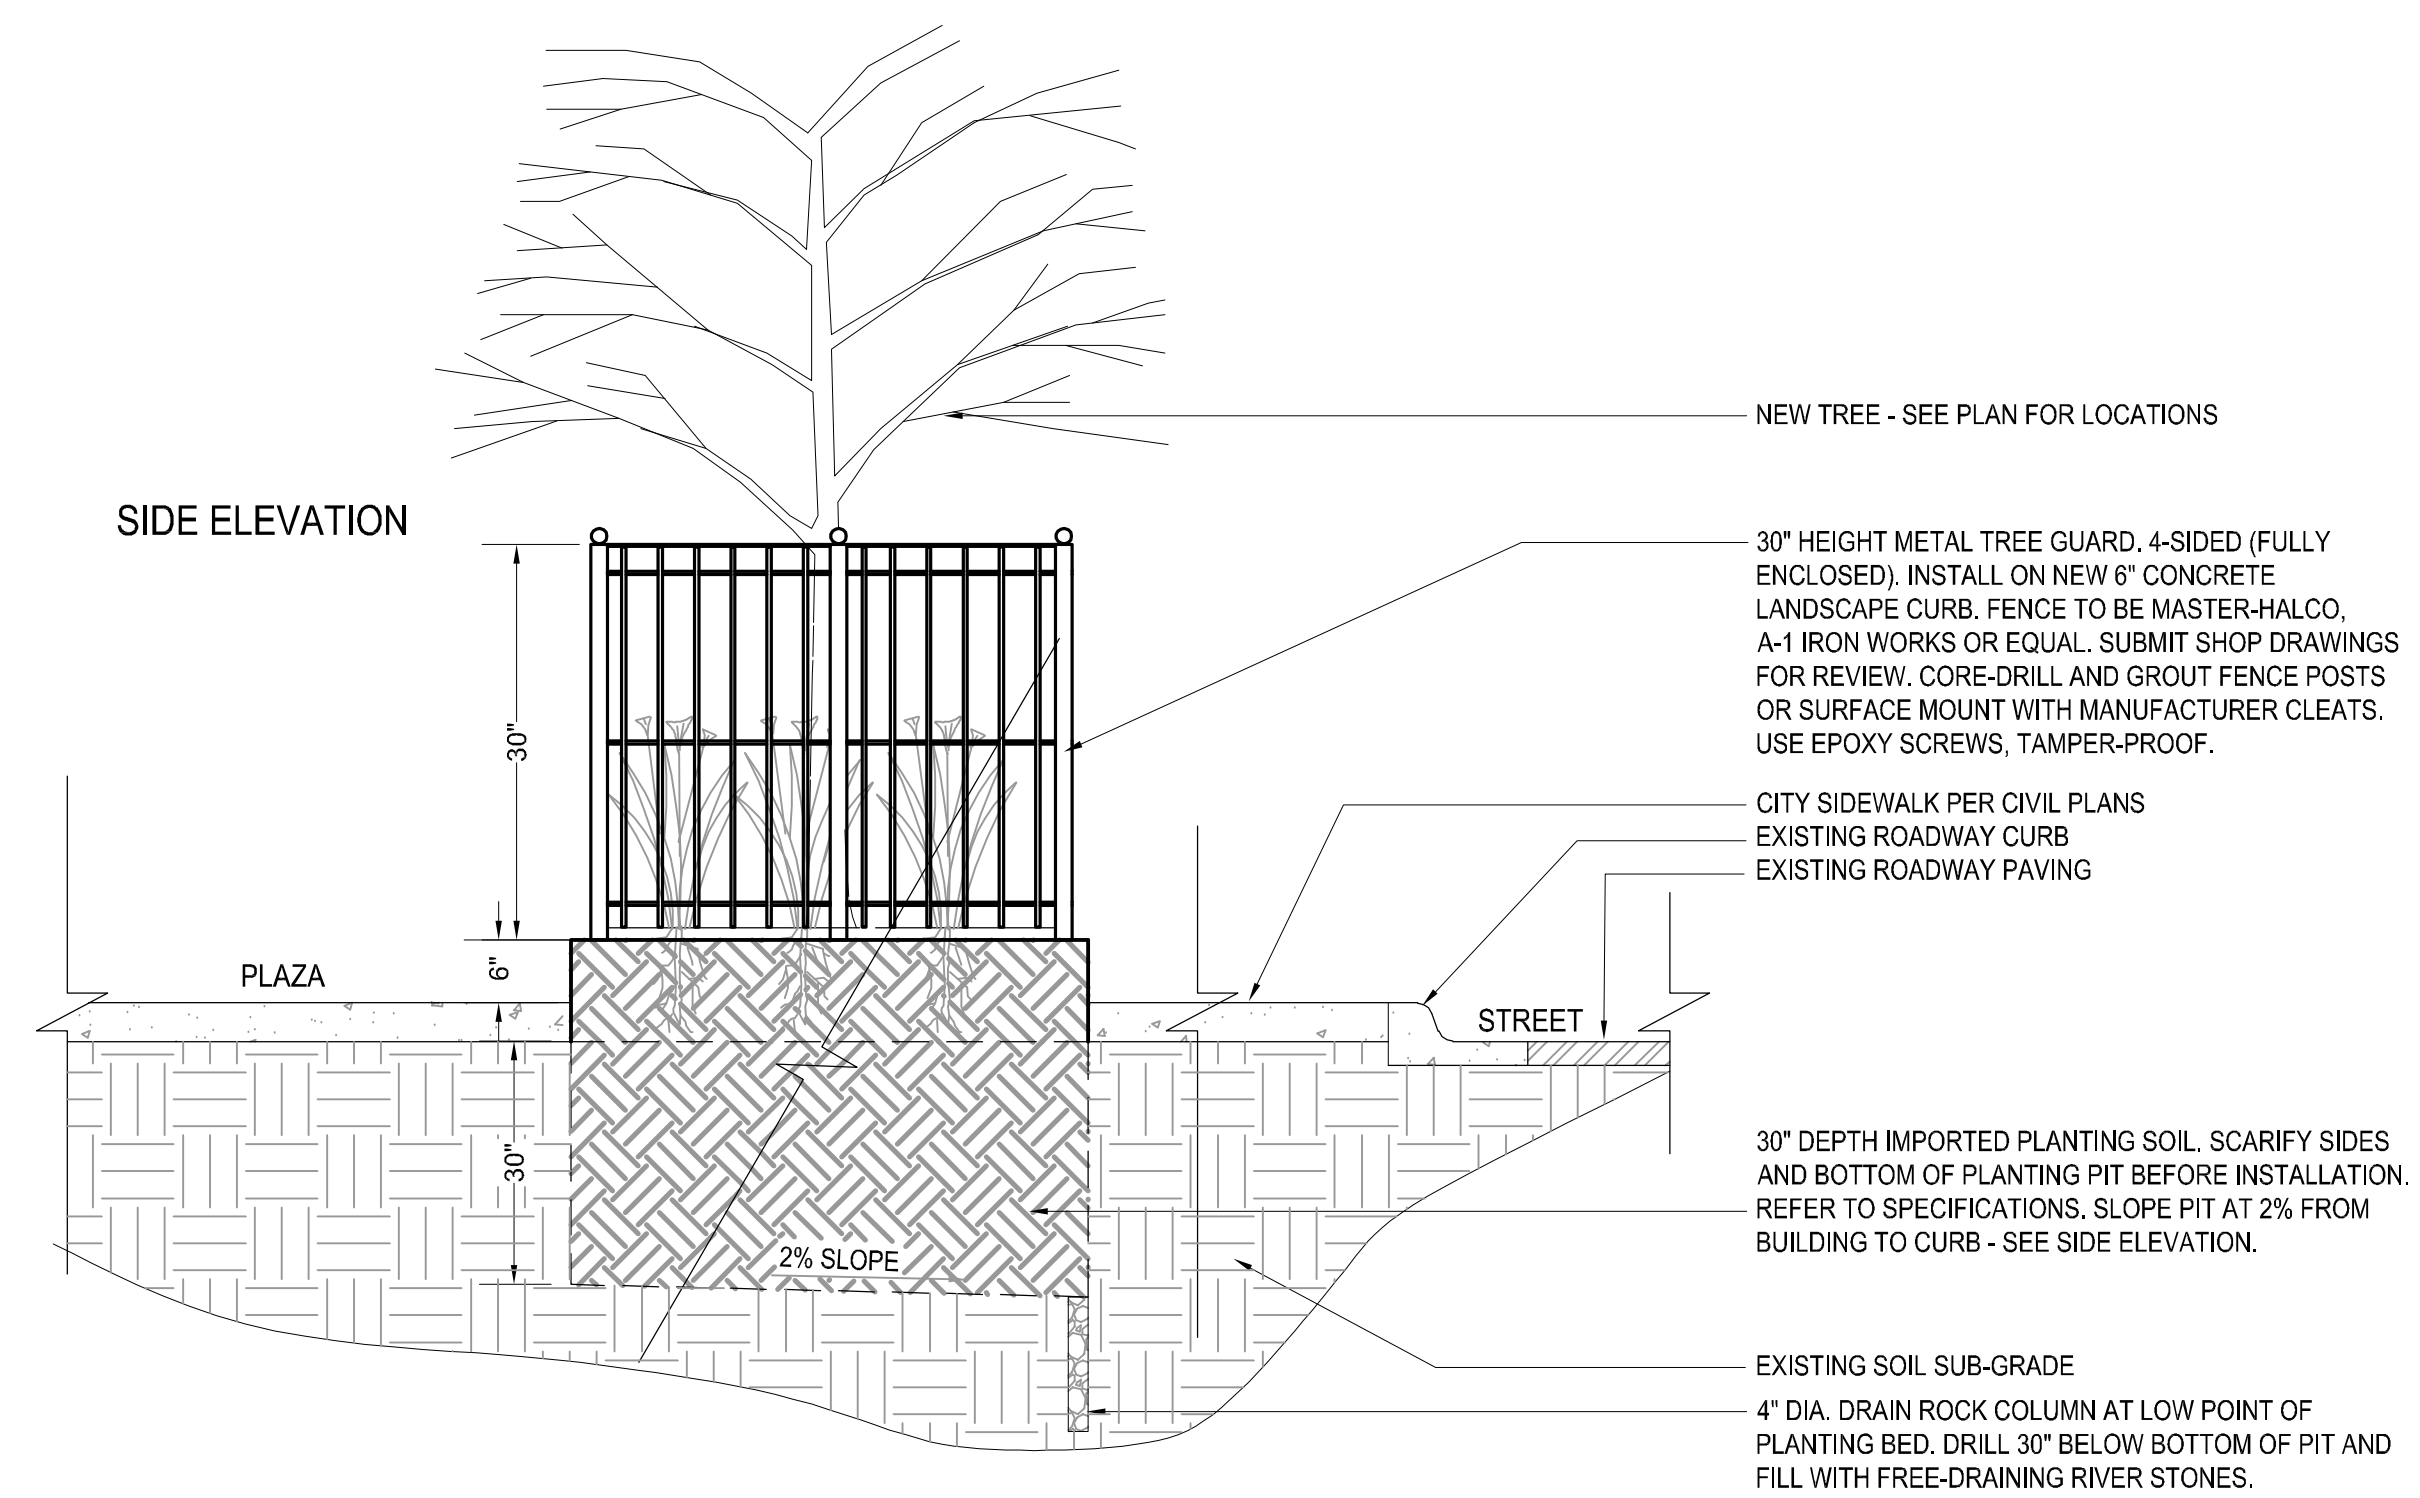 NEW TREE - SEE PLAN FOR LOCATIONS
SIDE ELEVATION
30" HEIGHT METAL TREE GUARD. 4-SIDED (FULLY
ENCLOSED). INSTALL ON NEW 6" CONCRETE
LANDSCAPE CURB. FENCE TO BE MASTER-HALCO,
A-1 IRON WORKS OR EQUAL. SUBMIT SHOP DRAWINGS
FOR REVIEW. CORE-DRILL AND GROUT FENCE POSTS
OR SURFACE MOUNT WITH MANUFACTURER CLEATS.
USE EPOXY SCREWS, TAMPER-PROOF.
30"
CITY SIDEWALK PER CIVIL PLANS
EXISTING ROADWAY CURB
EXISTING ROADWAY PAVING
PLAZA
6"
STREET
30"
30" DEPTH IMPORTED PLANTING SOIL. SCARIFY SIDES
AND BOTTOM OF PLANTING PIT BEFORE INSTALLATION.
REFER TO SPECIFICATIONS. SLOPE PIT AT 2% FROM
BUILDING TO CURB - SEE SIDE ELEVATION.
2% SLOPE
EXISTING SOIL SUB-GRADE
4" DIA. DRAIN ROCK COLUMN AT LOW POINT OF
PLANTING BED. DRILL 30" BELOW BOTTOM OF PIT AND
FILL WITH FREE-DRAINING RIVER STONES.